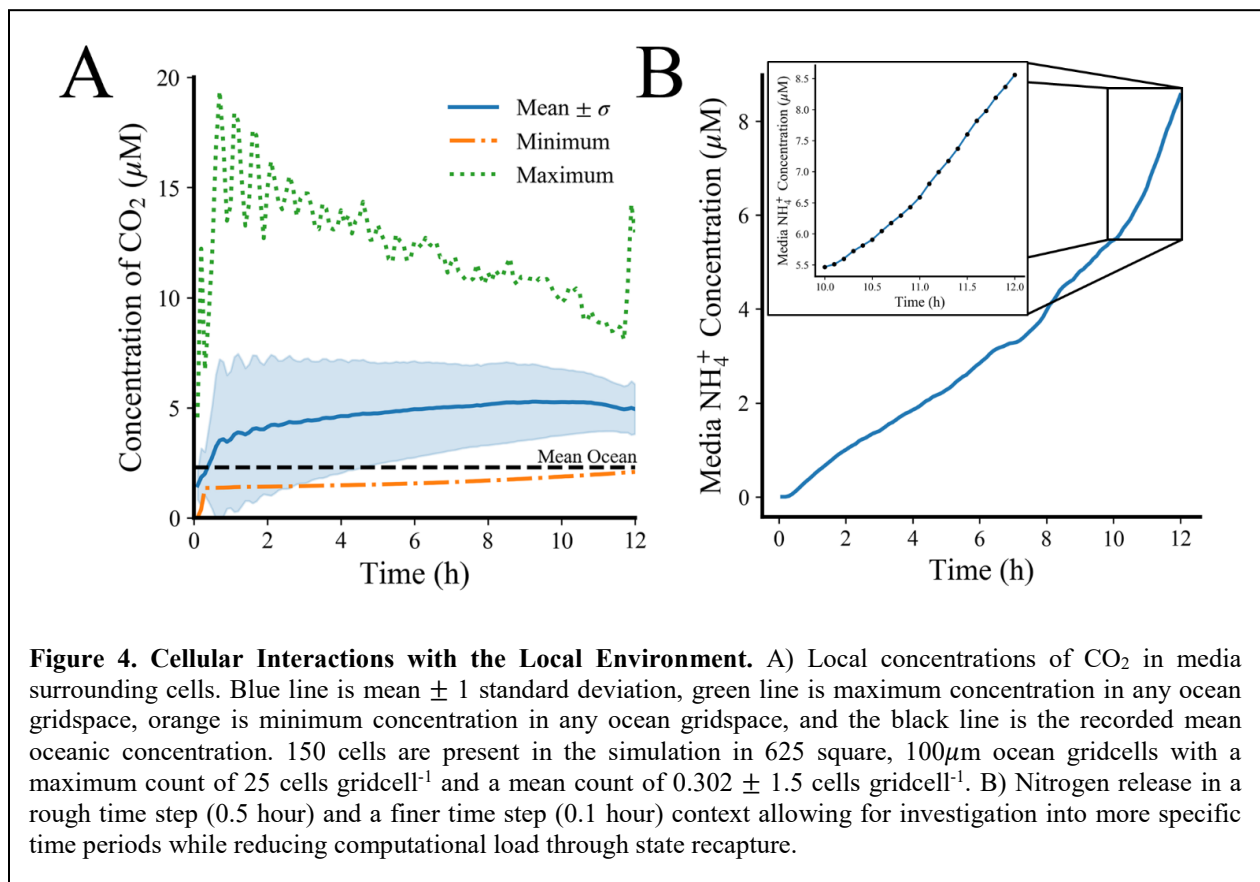 A
B
Concentration of CO₂ (μM)
20
15
10
5
0
Mean ± σ
Minimum
Maximum
Mean Ocean
0 2 4 6 8 10 12
Time (h)
Media NH₄⁺ Concentration (μM)
8
6
4
2
0
0 2 4 6 8 10 12
Time (h)
Media NH₄⁺ Concentration (μM)
8.5
8.0
7.5
7.0
6.5
6.0
5.5
10.0 10.5 11.0 11.5 12.0
Time (h)
Figure 4. Cellular Interactions with the Local Environment. A) Local concentrations of CO₂ in media
surrounding cells. Blue line is mean ± 1 standard deviation, green line is maximum concentration in any ocean
gridspace, orange is minimum concentration in any ocean gridspace, and the black line is the recorded mean
oceanic concentration. 150 cells are present in the simulation in 625 square, 100μm ocean gridcells with a
maximum count of 25 cells gridcell⁻¹ and a mean count of 0.302 ± 1.5 cells gridcell⁻¹. B) Nitrogen release in a
rough time step (0.5 hour) and a finer time step (0.1 hour) context allowing for investigation into more specific
time periods while reducing computational load through state recapture.